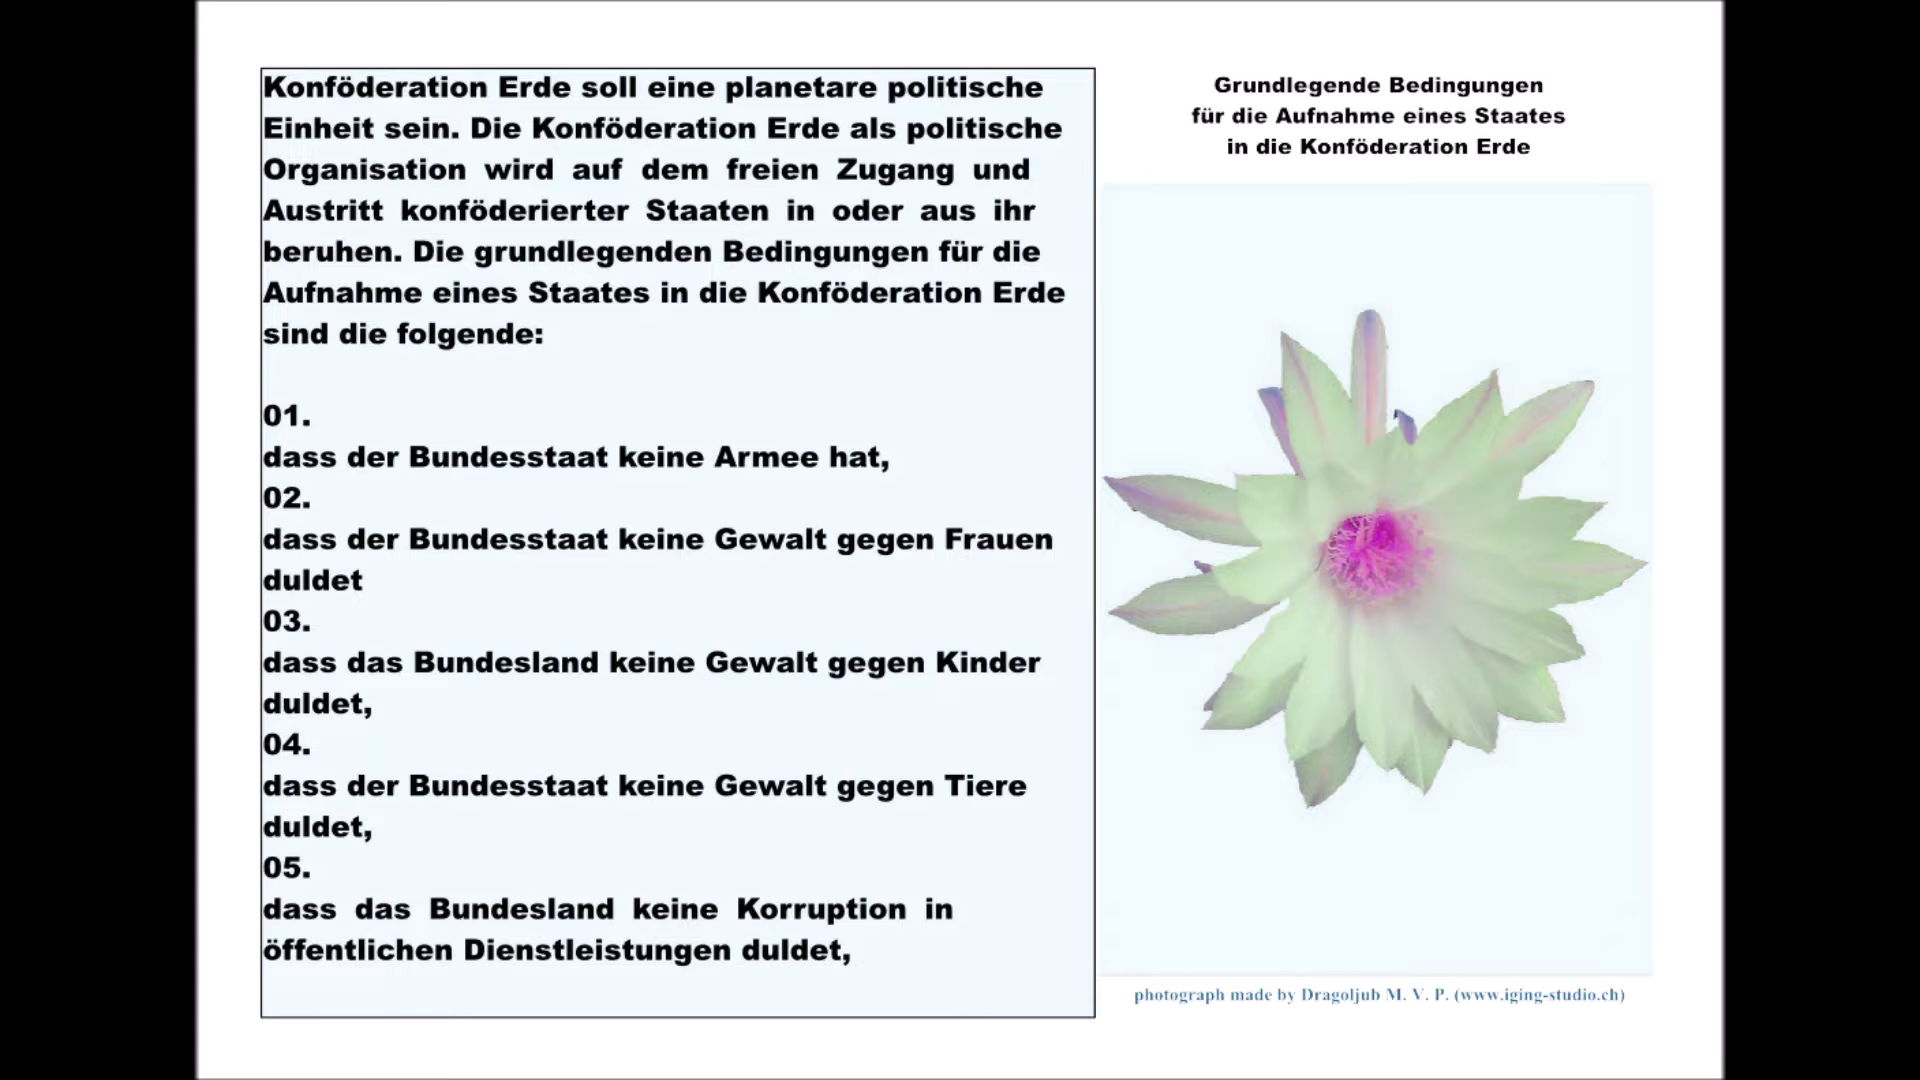 Konföderation Erde soll eine planetare politische
Einheit sein. Die Konföderation Erde als politische
Organisation wird auf dem freien Zugang und
Austritt konföderierter Staaten in oder aus ihr
beruhen. Die grundlegenden Bedingungen für die
Aufnahme eines Staates in die Konföderation Erde
sind die folgende:
01.
dass der Bundesstaat keine Armee hat,
02.
dass der Bundesstaat keine Gewalt gegen Frauen
duldet
03.
dass das Bundesland keine Gewalt gegen Kinder
duldet,
04.
dass der Bundesstaat keine Gewalt gegen Tiere
duldet,
05.
dass das Bundesland keine Korruption in
öffentlichen Dienstleistungen duldet,
Grundlegende Bedingungen
für die Aufnahme eines Staates
in die Konföderation Erde
photograph made by Dragoljub M. V. P. (www.iging-studio.ch)